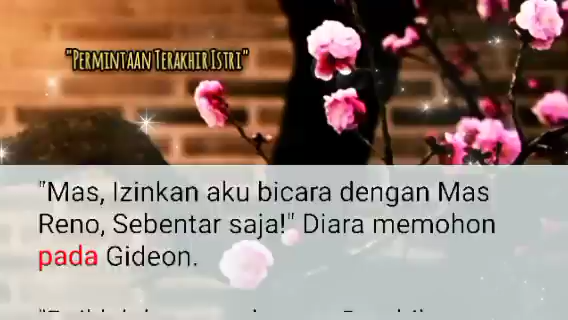 "Permintaan Terakhir Istri"
"Mas, Izinkan aku bicara dengan Mas
Reno, Sebentar saja!" Diara memohon
pada Gideon.